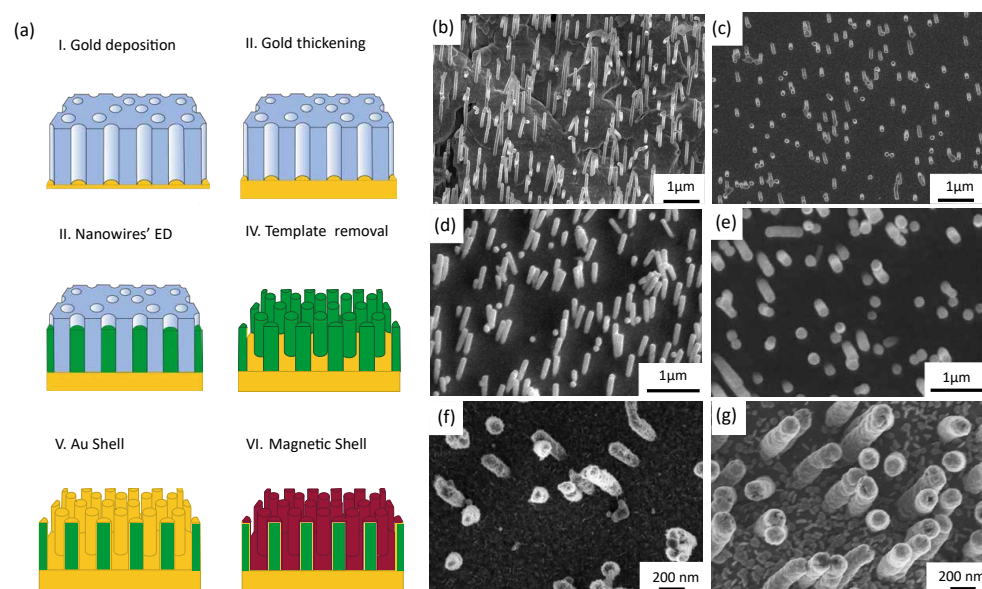 (a)
I. Gold deposition
II. Gold thickening
II. Nanowires' ED
IV. Template removal
V. Au Shell
VI. Magnetic Shell
(b)
1μm
(c)
1μm
(d)
1μm
(e)
1μm
(f)
200 nm
(g)
200 nm